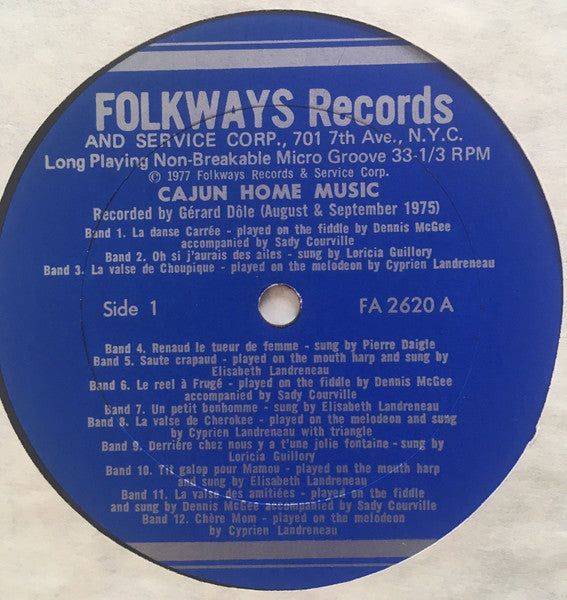 FOLKWAYS Records
AND SERVICE CORP., 701 7th Ave., N.Y.C.
Long Playing Non-Breakable Micro Groove 33-1/3 RPM
© 1977 Folkways Records & Service Corp.
CAJUN HOME MUSIC
Recorded by Gérard Dôle (August & September 1975)
Band 1. La danse Carrée - played on the fiddle by Dennis McGee
accompanied by Sady Courville
Band 2. Oh si j'aurais des ailes - sung by Loricia Guillory
Band 3. La valse de Choupique - played on the melodeon by Cyprien Landreneau
Side 1
FA 2620 A
Band 4. Renaud le tueur de femme - sung by Pierre Daigle
Band 5. Saute crapaud - played on the mouth harp and sung by
Elisabeth Landreneau
Band 6. Le reel à Frugé - played on the fiddle by Dennis McGee
accompanied by Sady Courville
Band 7. Un petit bonhomme - sung by Elisabeth Landreneau
Band 8. La valse de Cherokee - played on the melodeon and sung
by Cyprien Landreneau with triangle
Band 9. Derrière chez nous y a t'une jolie fontaine - sung by
Loricia Guillory
Band 10. Tit galop pour Mamou - played on the mouth harp
and sung by Elisabeth Landreneau
Band 11. La valse des amitiées - played on the fiddle
and sung by Dennis McGee accompanied by Sady Courville
Band 12. Chère Mom - played on the melodeon
by Cyprien Landreneau